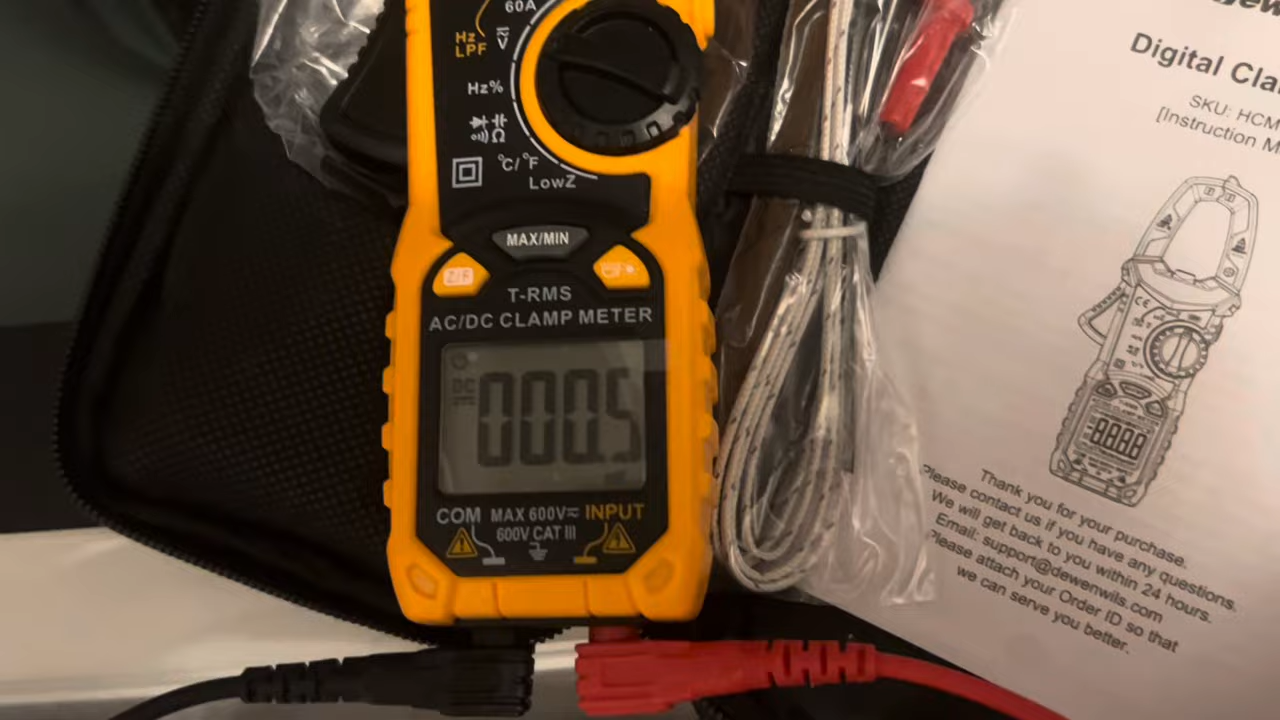 60A
Hz
LPF
V
Hz%
Ω
°C/°F
LowZ
MAX/MIN
T-RMS
AC/DC CLAMP METER
DC
000.5
COM MAX 600V INPUT
600V CAT III
Digital Cla
SKU: HCM
[Instruction M
Thank you for your purchase.
Please contact us if you have any questions.
We will get back to you within 24 hours.
Email: support@dewenwils.com
Please attach your Order ID so that
we can serve you better.